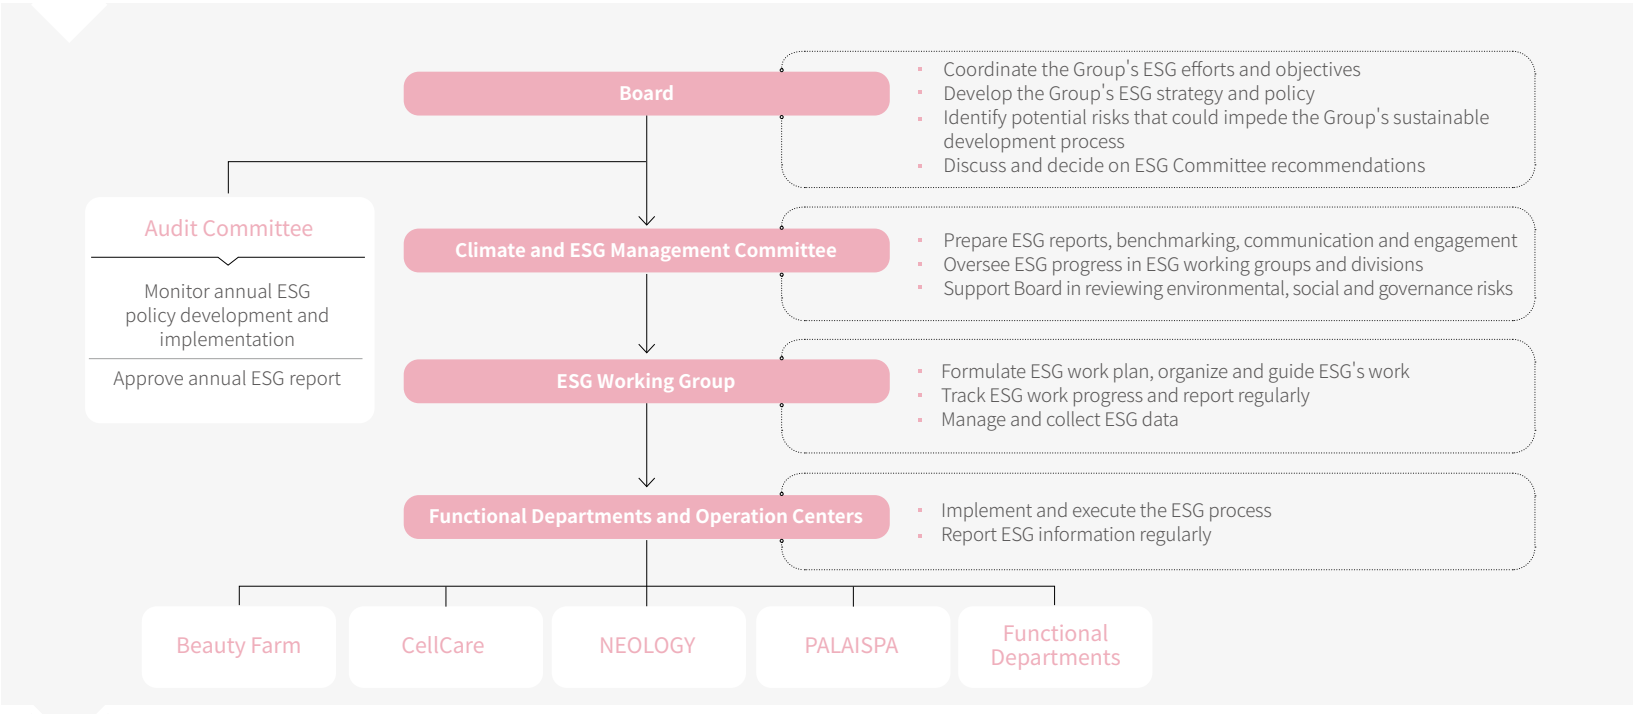 Board
Coordinate the Group's ESG efforts and objectives
Develop the Group's ESG strategy and policy
Identify potential risks that could impede the Group's sustainable
development process
Discuss and decide on ESG Committee recommendations
Audit Committee
Monitor annual ESG
policy development and
implementation
Approve annual ESG report
Climate and ESG Management Committee
Prepare ESG reports, benchmarking, communication and engagement
Oversee ESG progress in ESG working groups and divisions
Support Board in reviewing environmental, social and governance risks
ESG Working Group
Formulate ESG work plan, organize and guide ESG's work
Track ESG work progress and report regularly
Manage and collect ESG data
Functional Departments and Operation Centers
Implement and execute the ESG process
Report ESG information regularly
Beauty Farm
CellCare
NEOLOGY
PALAISPA
Functional
Departments